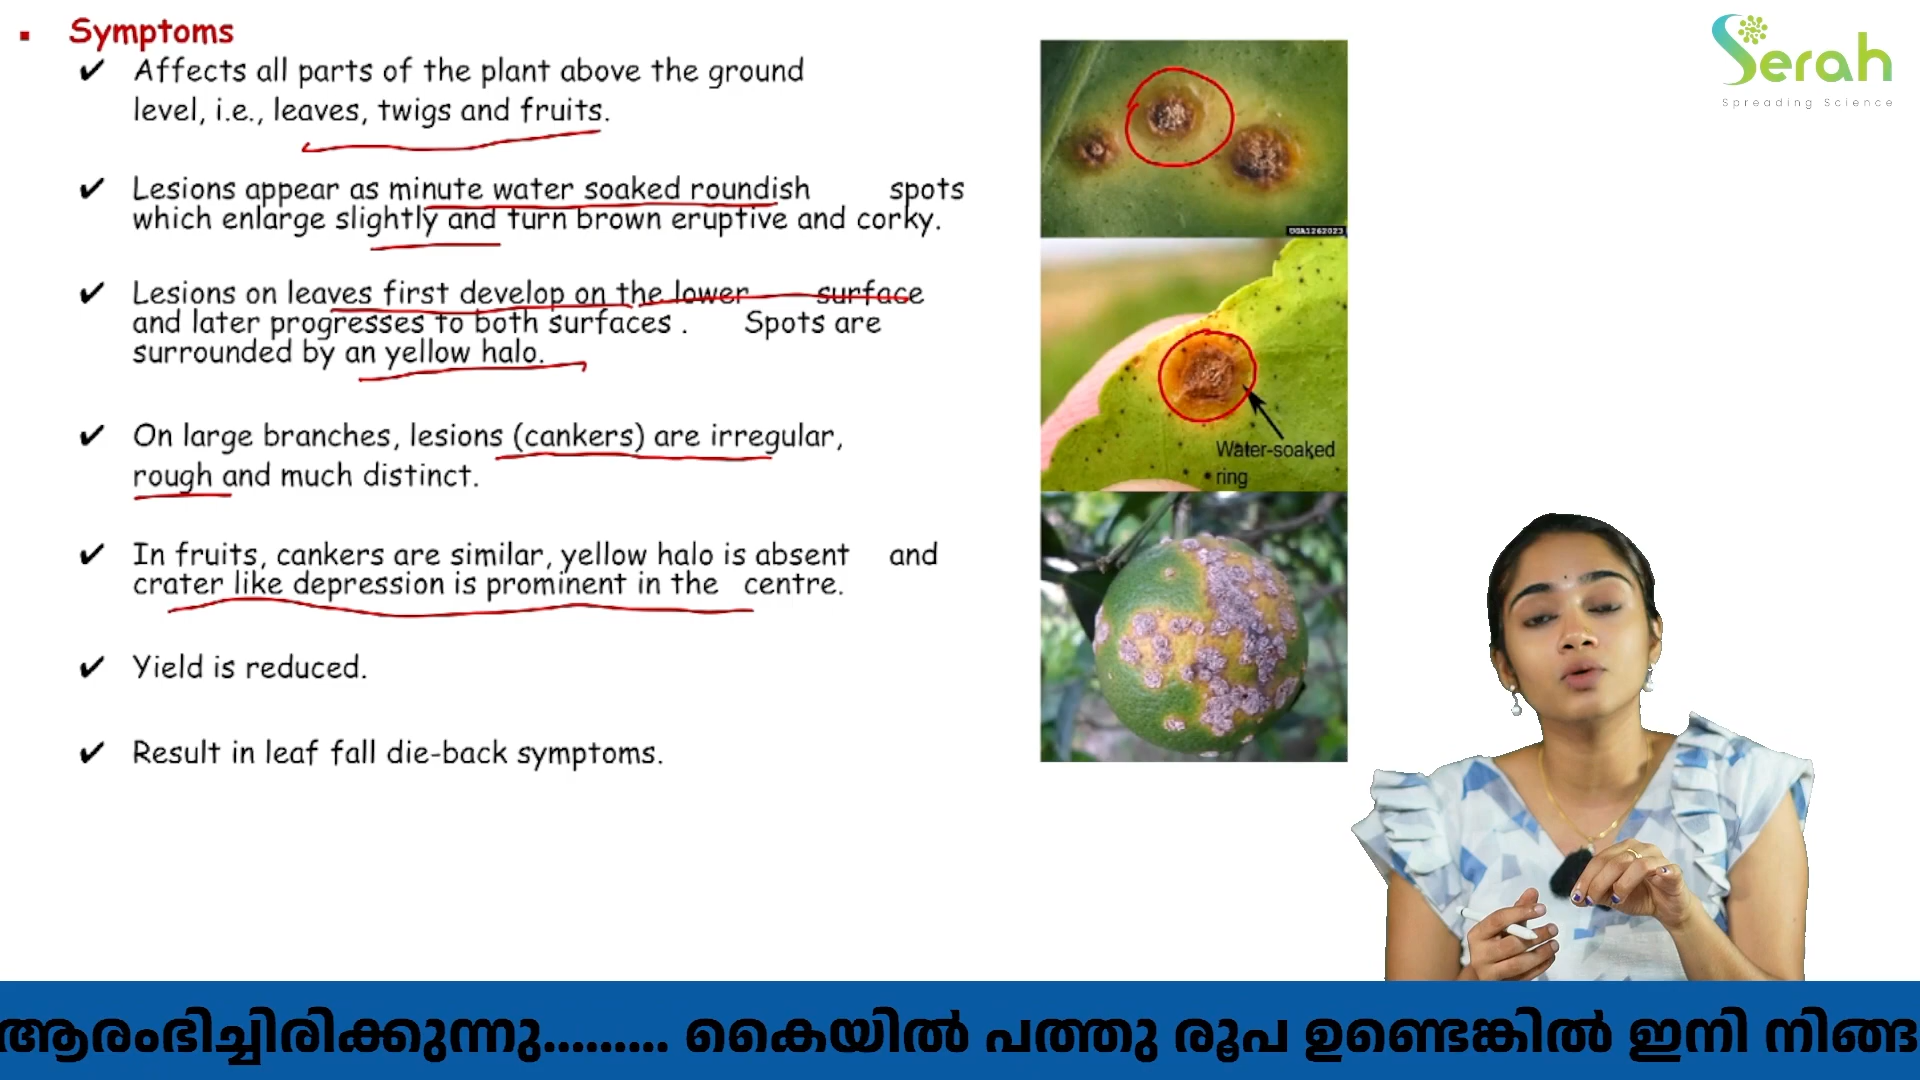 Symptoms
✔ Affects all parts of the plant above the ground
level, i.e., leaves, twigs and fruits.
✔ Lesions appear as minute water soaked roundish spots
which enlarge slightly and turn brown eruptive and corky.
✔ Lesions on leaves first develop on the lower surface
and later progresses to both surfaces . Spots are
surrounded by an yellow halo.
✔ On large branches, lesions (cankers) are irregular,
rough and much distinct.
✔ In fruits, cankers are similar, yellow halo is absent and
crater like depression is prominent in the centre.
✔ Yield is reduced.
✔ Result in leaf fall die-back symptoms.
UGA1262023
Water-soaked
ring
Serah
Spreading Science
ആരംഭിച്ചിരിക്കുന്നു......... കൈയിൽ പത്തു രൂപ ഉണ്ടെങ്കിൽ ഇനി നിങ്ങ